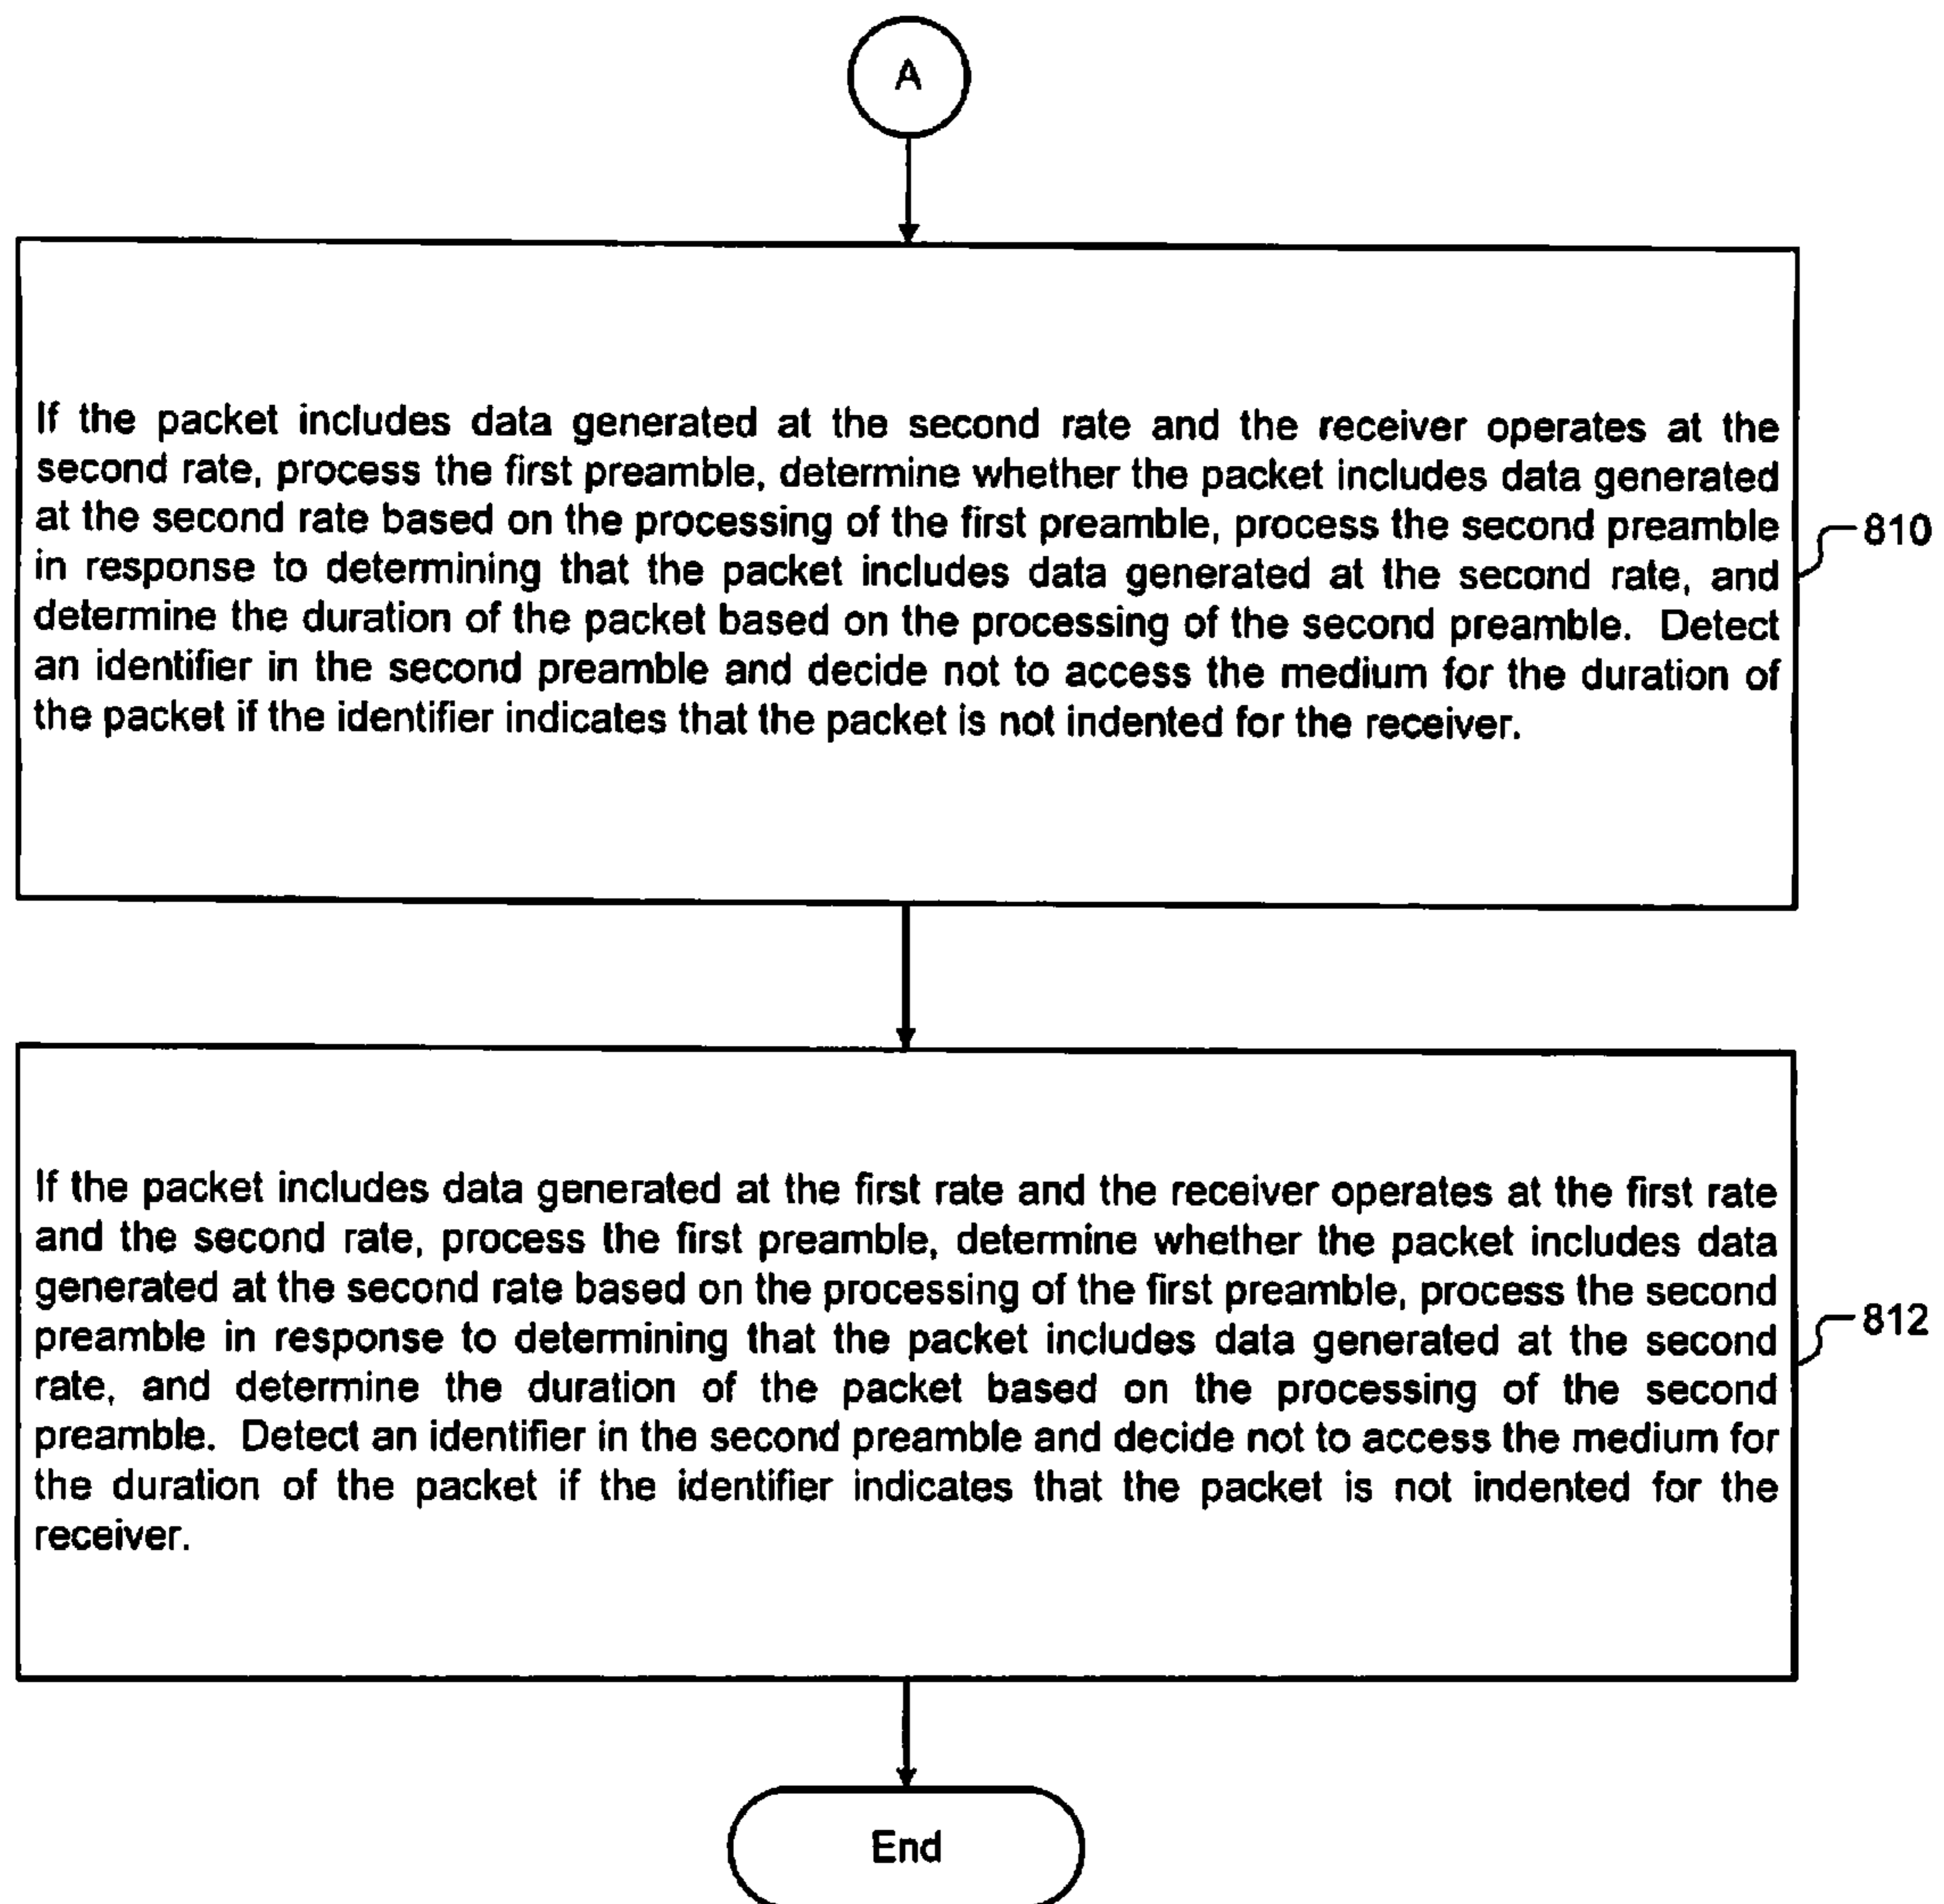 A
If the packet includes data generated at the second rate and the receiver operates at the
second rate, process the first preamble, determine whether the packet includes data generated
at the second rate based on the processing of the first preamble, process the second preamble
in response to determining that the packet includes data generated at the second rate, and
determine the duration of the packet based on the processing of the second preamble. Detect
an identifier in the second preamble and decide not to access the medium for the duration of
the packet if the identifier indicates that the packet is not indented for the receiver.
810
If the packet includes data generated at the first rate and the receiver operates at the first rate
and the second rate, process the first preamble, determine whether the packet includes data
generated at the second rate based on the processing of the first preamble, process the second
preamble in response to determining that the packet includes data generated at the second
rate, and determine the duration of the packet based on the processing of the second
preamble. Detect an identifier in the second preamble and decide not to access the medium for
the duration of the packet if the identifier indicates that the packet is not indented for the
receiver.
812
End